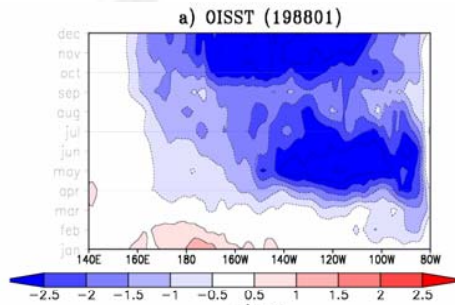 a) OISST (198801)
dec
nov
oct
sep
aug
jul
jun
may
apr
mar
feb
jan
140E 160E 180 160W 140W 120W 100W 80W
-2.5 -2 -1.5 -1 -0.5 0.5 1 1.5 2 2.5